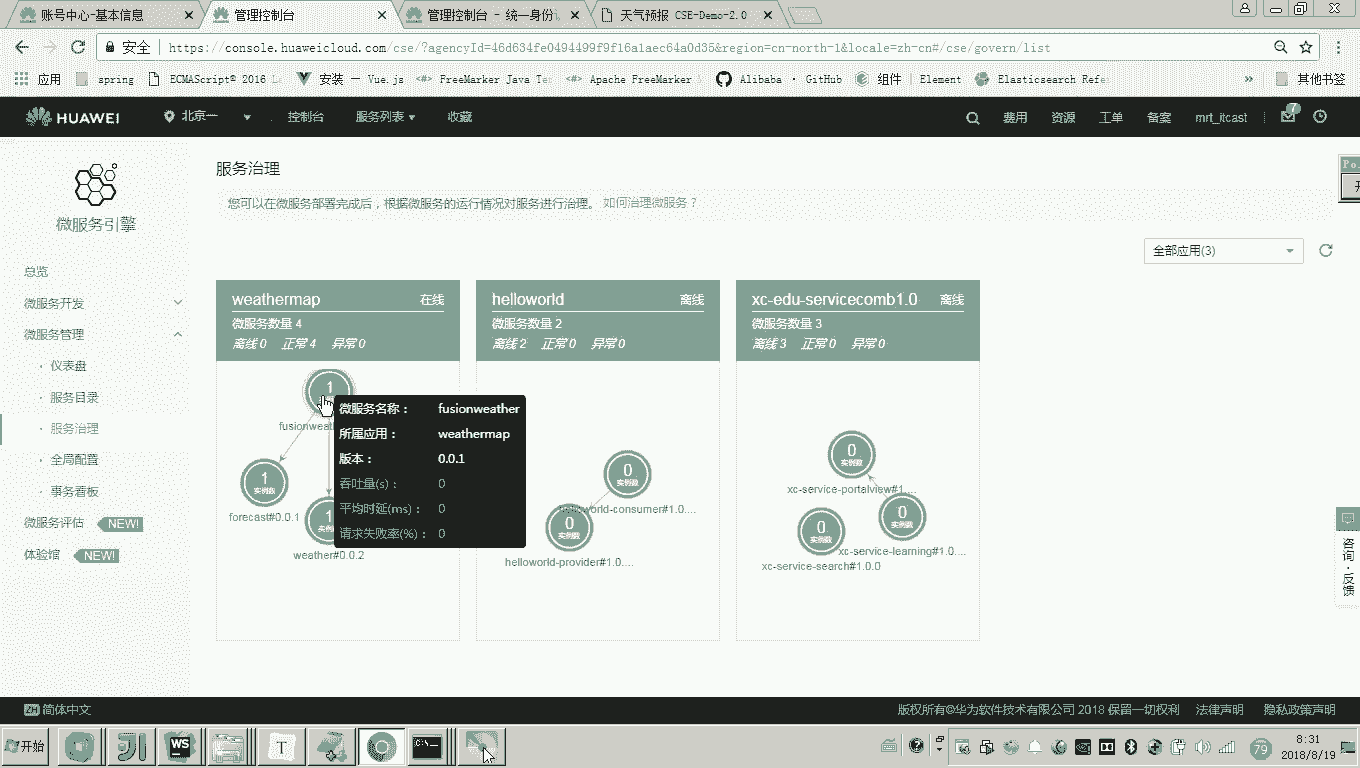 账号中心-基本信息
管理控制台
管理控制台 - 统一身份
天气预报 CSE-Demo-2.0
安全
https://console.huaweicloud.com/cse/?agencyId=46d634fe0494499f9f16a1aec64a0d35&region=cn-north-1&locale=zh-cn#/cse/govern/list
应用
spring
ECMAScript® 2016 L
安装 — Vue.js
FreeMarker Java Te
Apache FreeMarker
Alibaba · GitHub
组件 | Element
Elasticsearch Refe
»
其他书签
HUAWEI
北京一
控制台
服务列表
收藏
费用
资源
工单
备案
mrt_itcast
7
微服务引擎
总览
微服务开发
微服务管理
· 仪表盘
· 服务目录
· 服务治理
· 全局配置
· 事务看板
微服务评估 NEW!
体验馆 NEW!
服务治理
您可以在微服务部署完成后，根据微服务的运行情况对服务进行治理。 如何治理微服务？
全部应用(3)
weathermap 在线
微服务数量 4
离线 0 正常 4 异常 0
1
fusionweat
1
实例数
forecast#0.0.1
1
weather#0.0.2
微服务名称： fusionweather
所属应用： weathermap
版本： 0.0.1
吞吐量(s)： 0
平均时延(ms)： 0
请求失败率(%)： 0
helloworld 离线
微服务数量 2
离线 2 正常 0 异常 0
0
实例数
world-consumer#1.0....
0
实例数
helloworld-provider#1.0....
xc-edu-servicecomb1.0 离线
微服务数量 3
离线 3 正常 0 异常 0
0
实例数
xc-service-portalview#1....
0
实例数
xc-service-learning#1.0....
0
实例数
xc-service-search#1.0.0
咨询·反馈
ZH 简体中文
版权所有©华为软件技术有限公司 2018 保留一切权利
法律声明
隐私政策声明
开始
WS
T
C:\
79
8:31
2018/8/19